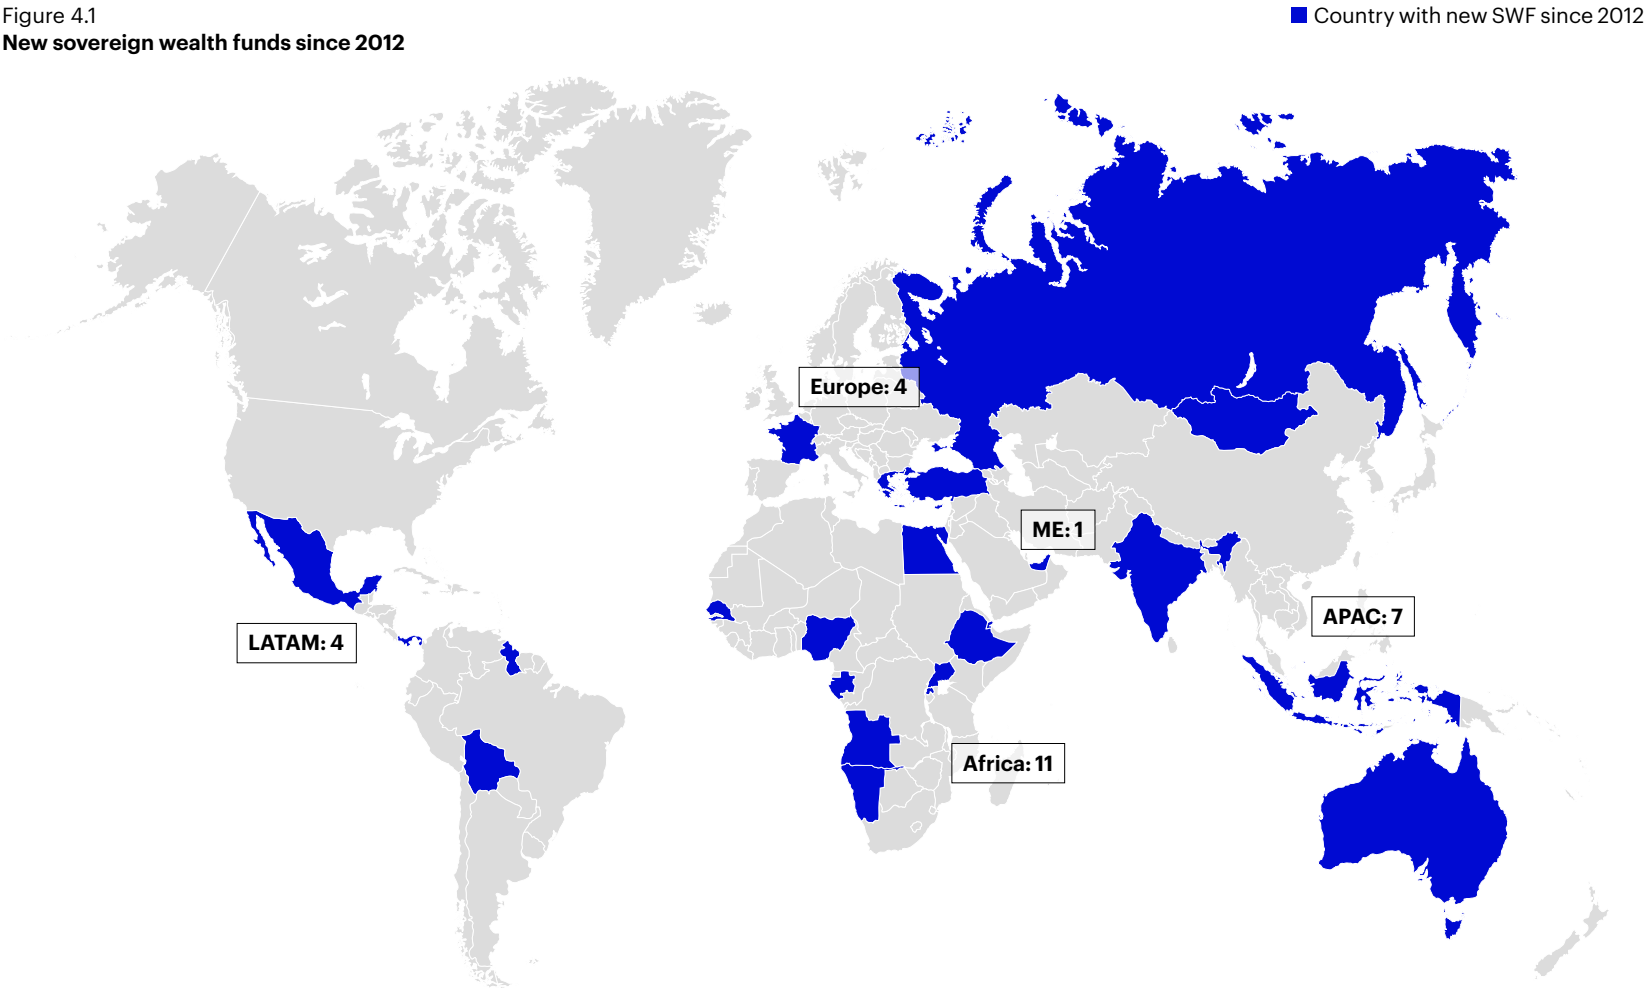 Figure 4.1
Country with new SWF since 2012
New sovereign wealth funds since 2012
Europe: 4
ME: 1
APAC: 7
LATAM: 4
Africa: 11